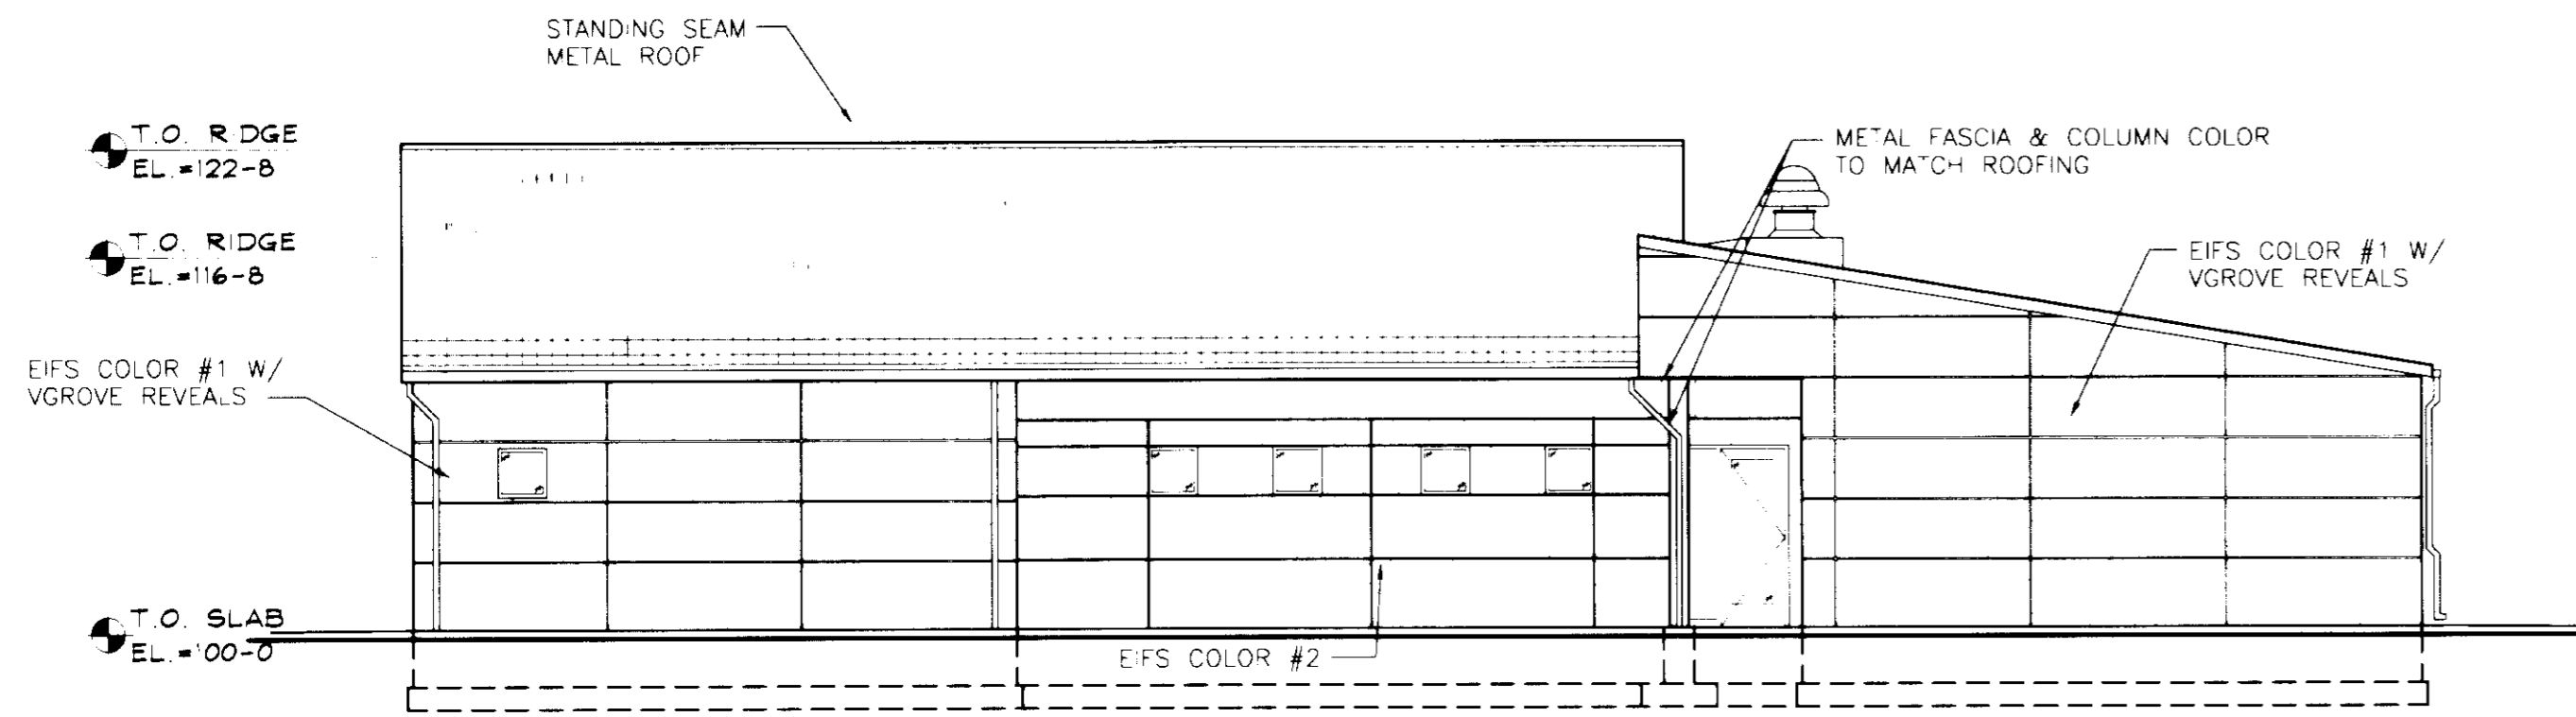 STANDING SEAM
METAL ROOF
T.O. RIDGE
EL.=122-8
METAL FASCIA & COLUMN COLOR
TO MATCH ROOFING
T.O. RIDGE
EL.=116-8
EIFS COLOR #1 W/
VGROVE REVEALS
EIFS COLOR #1 W/
VGROVE REVEALS
T.O. SLAB
EL.=100-0
EIFS COLOR #2